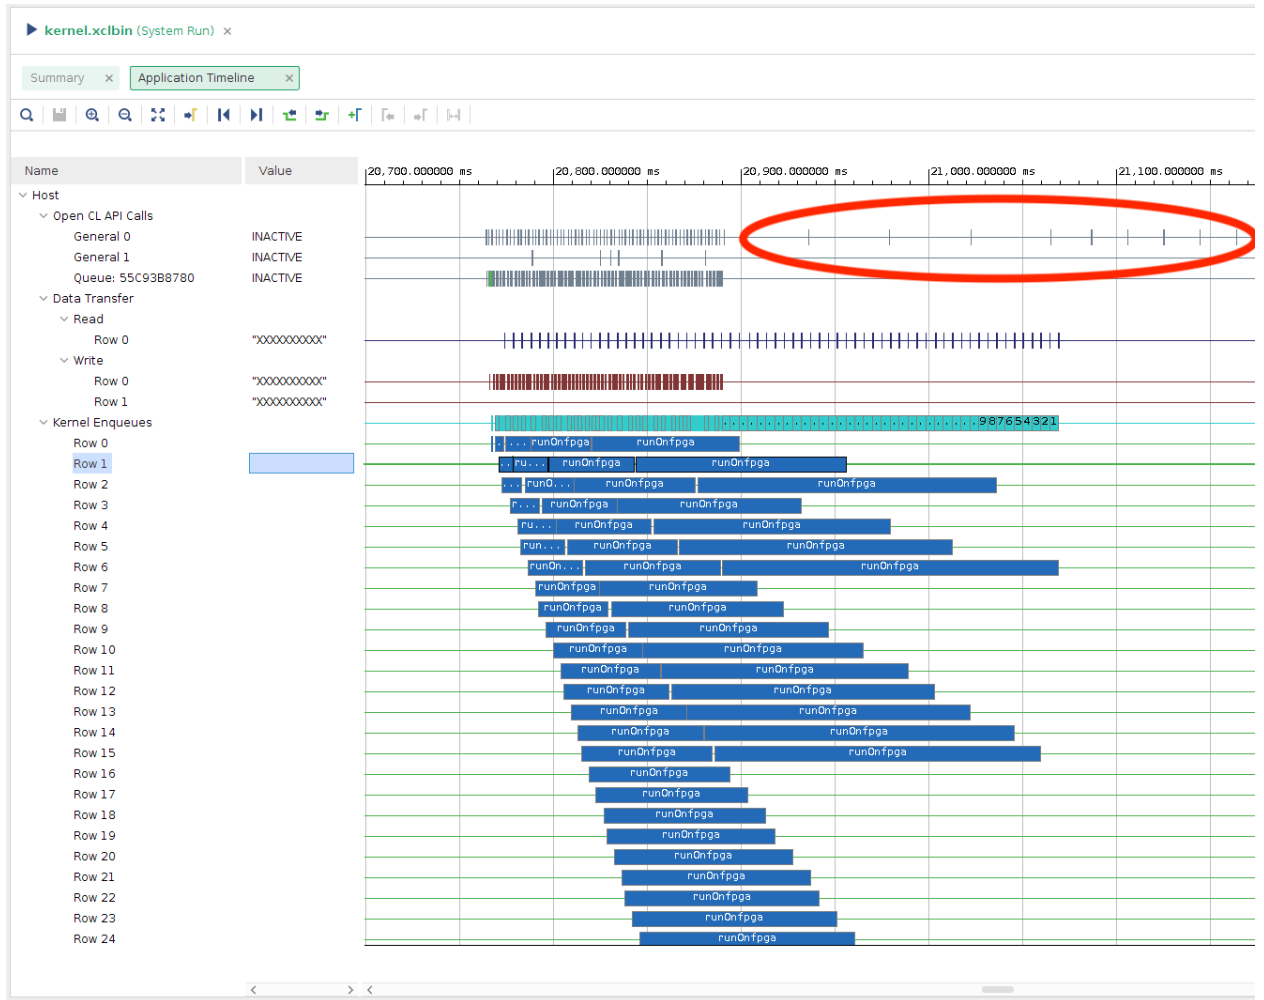 kernel.xclbin (System Run) ×
Summary × Application Timeline ×
Name Value 20,700.000000 ms 20,800.000000 ms 20,900.000000 ms 21,000.000000 ms 21,100.000000 ms
Host
Open CL API Calls
General 0 INACTIVE
General 1 INACTIVE
Queue: 55C93B8780 INACTIVE
Data Transfer
Read
Row 0 "XXXXXXXXXX"
Write
Row 0 "XXXXXXXXXX"
Row 1 "XXXXXXXXXX"
Kernel Enqueues 987654321
Row 0 ... runOnfpga runOnfpga
Row 1 .. ru... runOnfpga runOnfpga
Row 2 ... runO... runOnfpga runOnfpga
Row 3 r... runOnfpga runOnfpga
Row 4 ru... runOnfpga runOnfpga
Row 5 run... runOnfpga runOnfpga
Row 6 runOn... runOnfpga runOnfpga
Row 7 runOnfpga runOnfpga
Row 8 runOnfpga runOnfpga
Row 9 runOnfpga runOnfpga
Row 10 runOnfpga runOnfpga
Row 11 runOnfpga runOnfpga
Row 12 runOnfpga runOnfpga
Row 13 runOnfpga runOnfpga
Row 14 runOnfpga runOnfpga
Row 15 runOnfpga runOnfpga
Row 16 runOnfpga
Row 17 runOnfpga
Row 18 runOnfpga
Row 19 runOnfpga
Row 20 runOnfpga
Row 21 runOnfpga
Row 22 runOnfpga
Row 23 runOnfpga
Row 24 runOnfpga